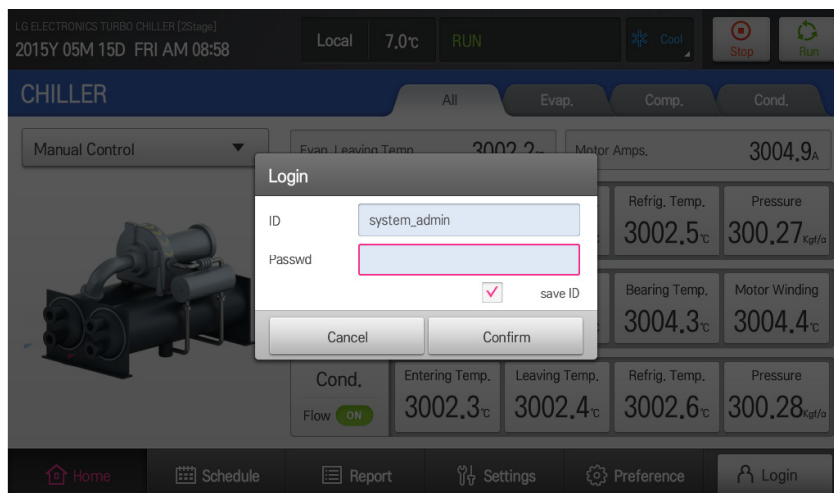 LG ELECTRONICS TURBO CHILLER [2Stage]
2015Y 05M 15D FRI AM 08:58
Local
7.0℃
RUN
Cool
Stop
Run
CHILLER
All
Evap.
Comp.
Cond.
Manual Control
Evap. Leaving Temp.
3002.2℃
Motor Amps.
3004.9A
Login
ID
system_admin
Passwd
save ID
Cancel
Confirm
Refrig. Temp.
3002.5℃
Pressure
300.27Kgf/㎠
Bearing Temp.
3004.3℃
Motor Winding
3004.4℃
Cond.
Flow ON
Entering Temp.
3002.3℃
Leaving Temp.
3002.4℃
Refrig. Temp.
3002.6℃
Pressure
300.28Kgf/㎠
Home
Schedule
Report
Settings
Preference
Login